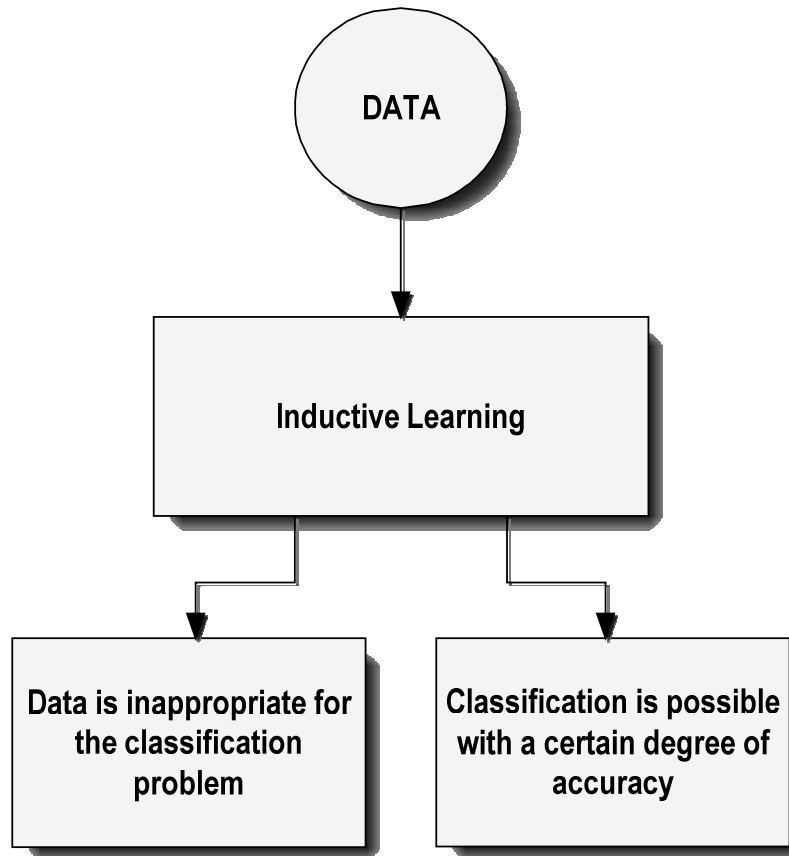 DATA
Inductive Learning
Data is inappropriate for
the classification
problem
Classification is possible
with a certain degree of
accuracy